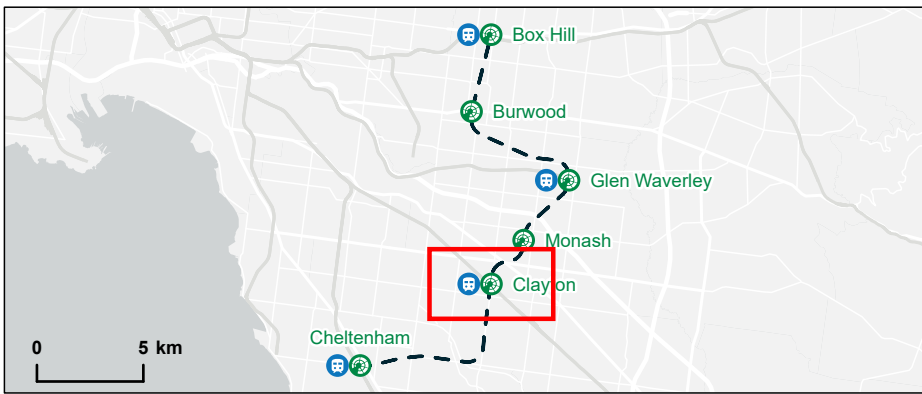 Box Hill
Burwood
Glen Waverley
Monash
Clayton
Cheltenham
0 5 km